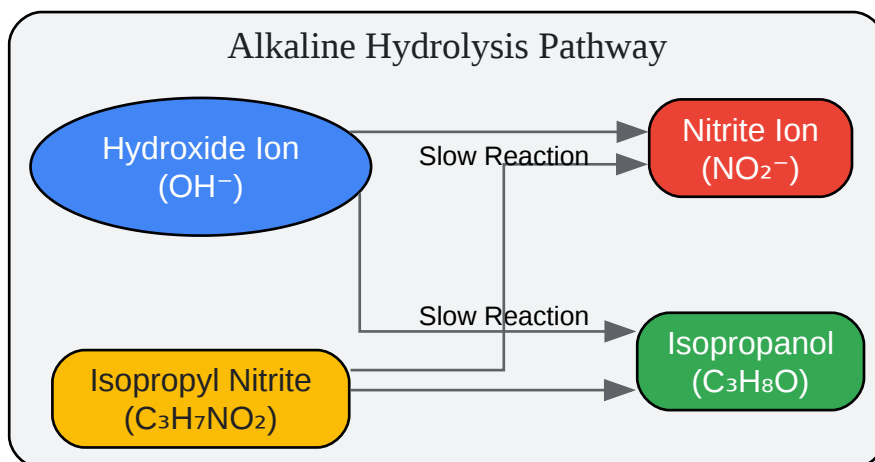 Alkaline Hydrolysis Pathway
Hydroxide Ion
(OH⁻)
Slow Reaction
Nitrite Ion
(NO₂⁻)
Slow Reaction
Isopropyl Nitrite
(C₃H₇NO₂)
Isopropanol
(C₃H₈O)